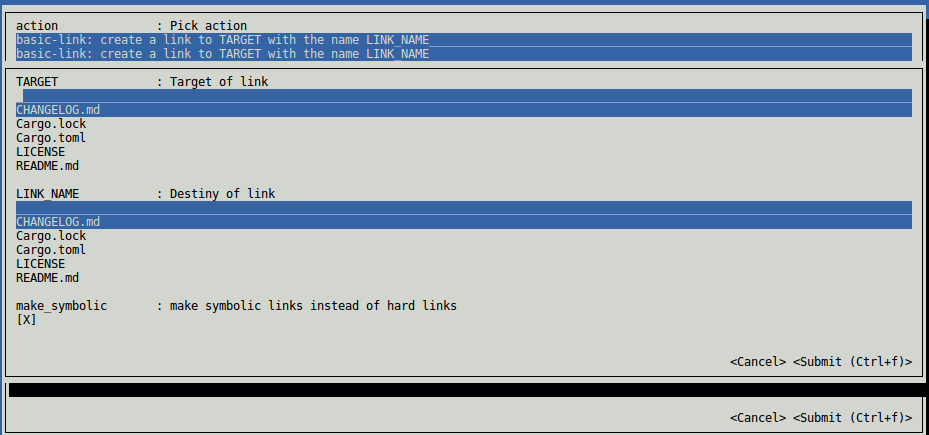 action : Pick action
basic-link: create a link to TARGET with the name LINK_NAME
basic-link: create a link to TARGET with the name LINK_NAME
TARGET : Target of link
CHANGELOG.md
Cargo.lock
Cargo.toml
LICENSE
README.md
LINK_NAME : Destiny of link
CHANGELOG.md
Cargo.lock
Cargo.toml
LICENSE
README.md
make_symbolic : make symbolic links instead of hard links
[X]
<Cancel> <Submit (Ctrl+f)>
<Cancel> <Submit (Ctrl+f)>